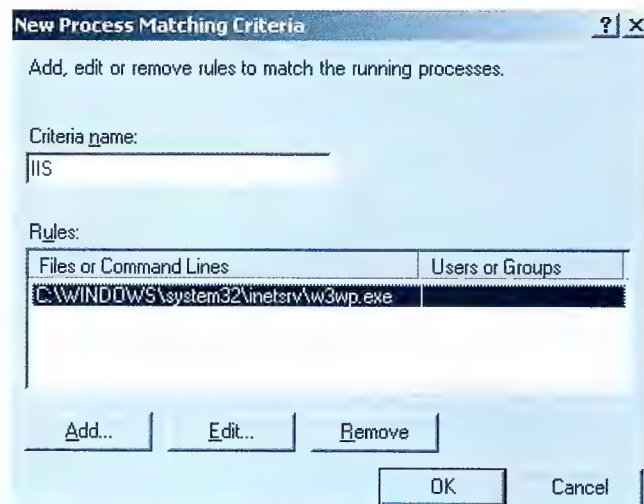 New Process Matching Criteria
Add, edit or remove rules to match the running processes.
Criteria name:
IIS
Rules:
Files or Command Lines Users or Groups
C:\WINDOWS\system32\inetsrv\w3wp.exe
Add... Edit... Remove
OK Cancel